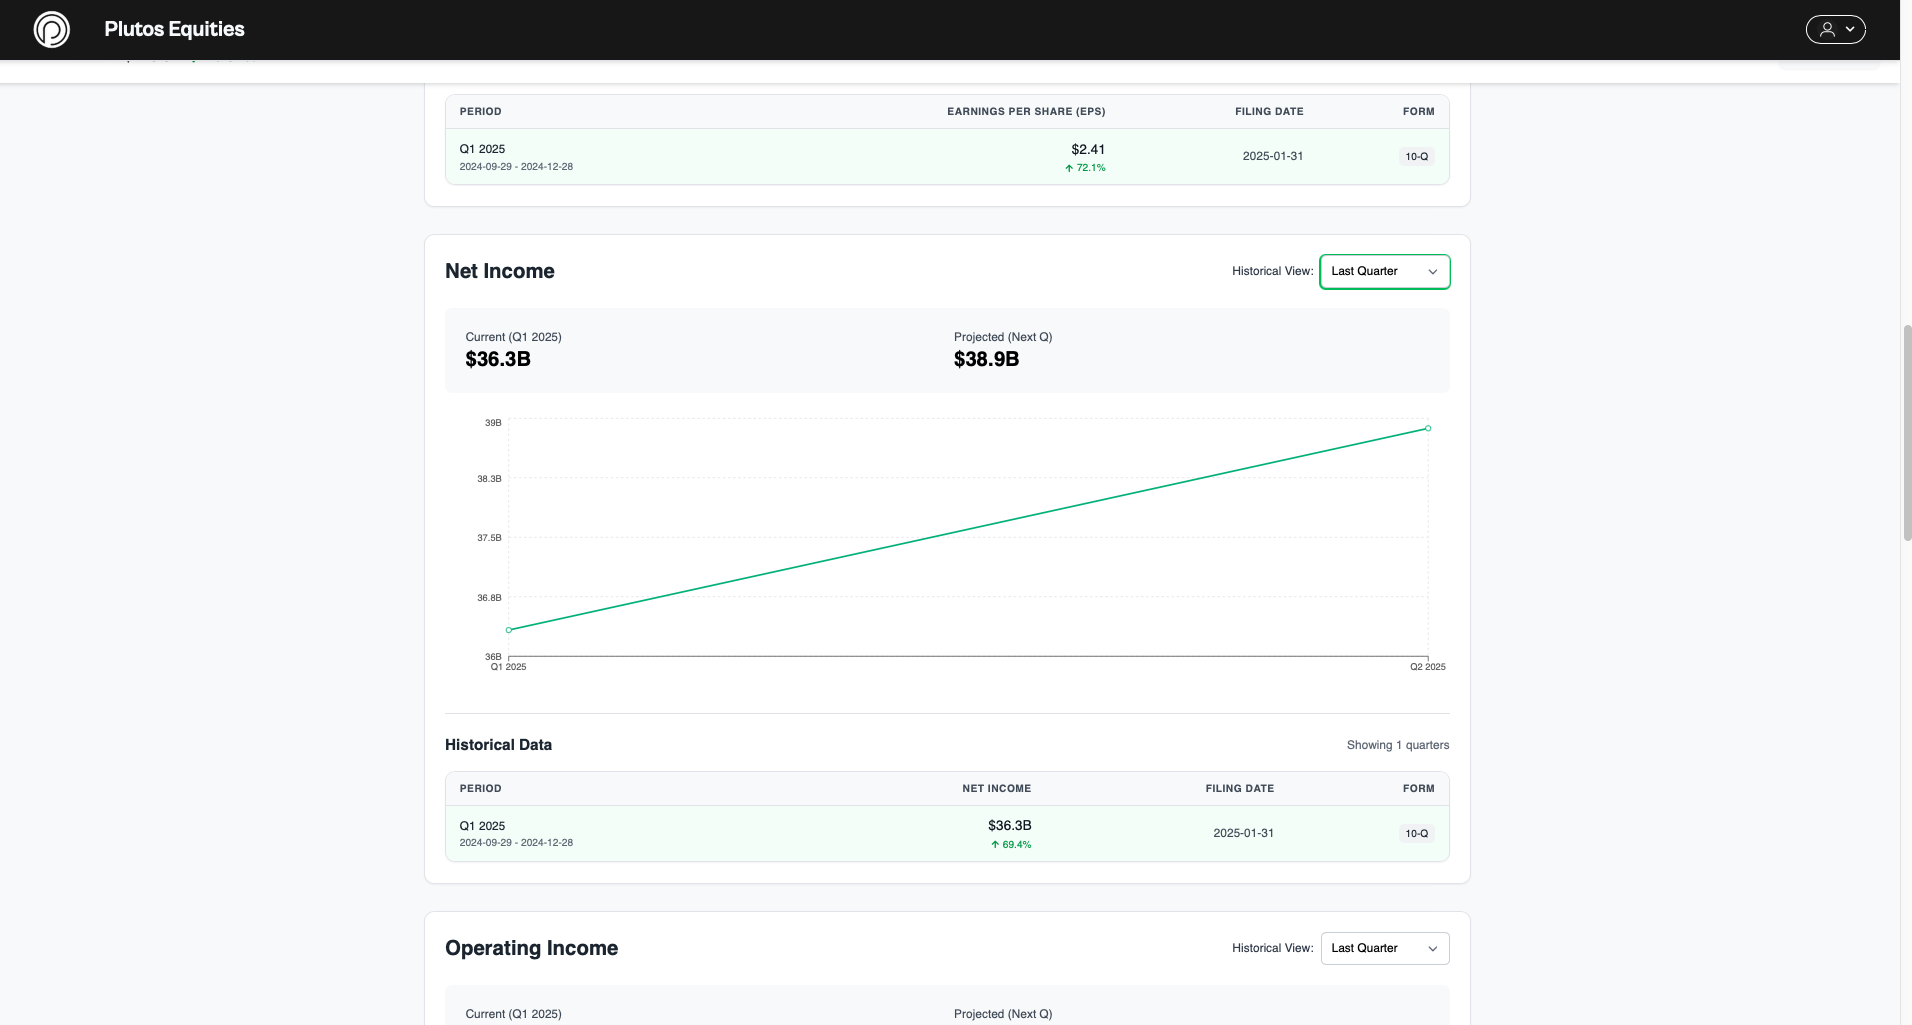 Plutos Equities
PERIOD EARNINGS PER SHARE (EPS) FILING DATE FORM
Q1 2025 $2.41 2025-01-31 10-Q
2024-09-29 - 2024-12-28 ↑ 72.1%
Net Income Historical View: Last Quarter
Current (Q1 2025) Projected (Next Q)
$36.3B $38.9B
39B
38.3B
37.5B
36.8B
36B
Q1 2025 Q2 2025
Historical Data Showing 1 quarters
PERIOD NET INCOME FILING DATE FORM
Q1 2025 $36.3B 2025-01-31 10-Q
2024-09-29 - 2024-12-28 ↑ 69.4%
Operating Income Historical View: Last Quarter
Current (Q1 2025) Projected (Next Q)